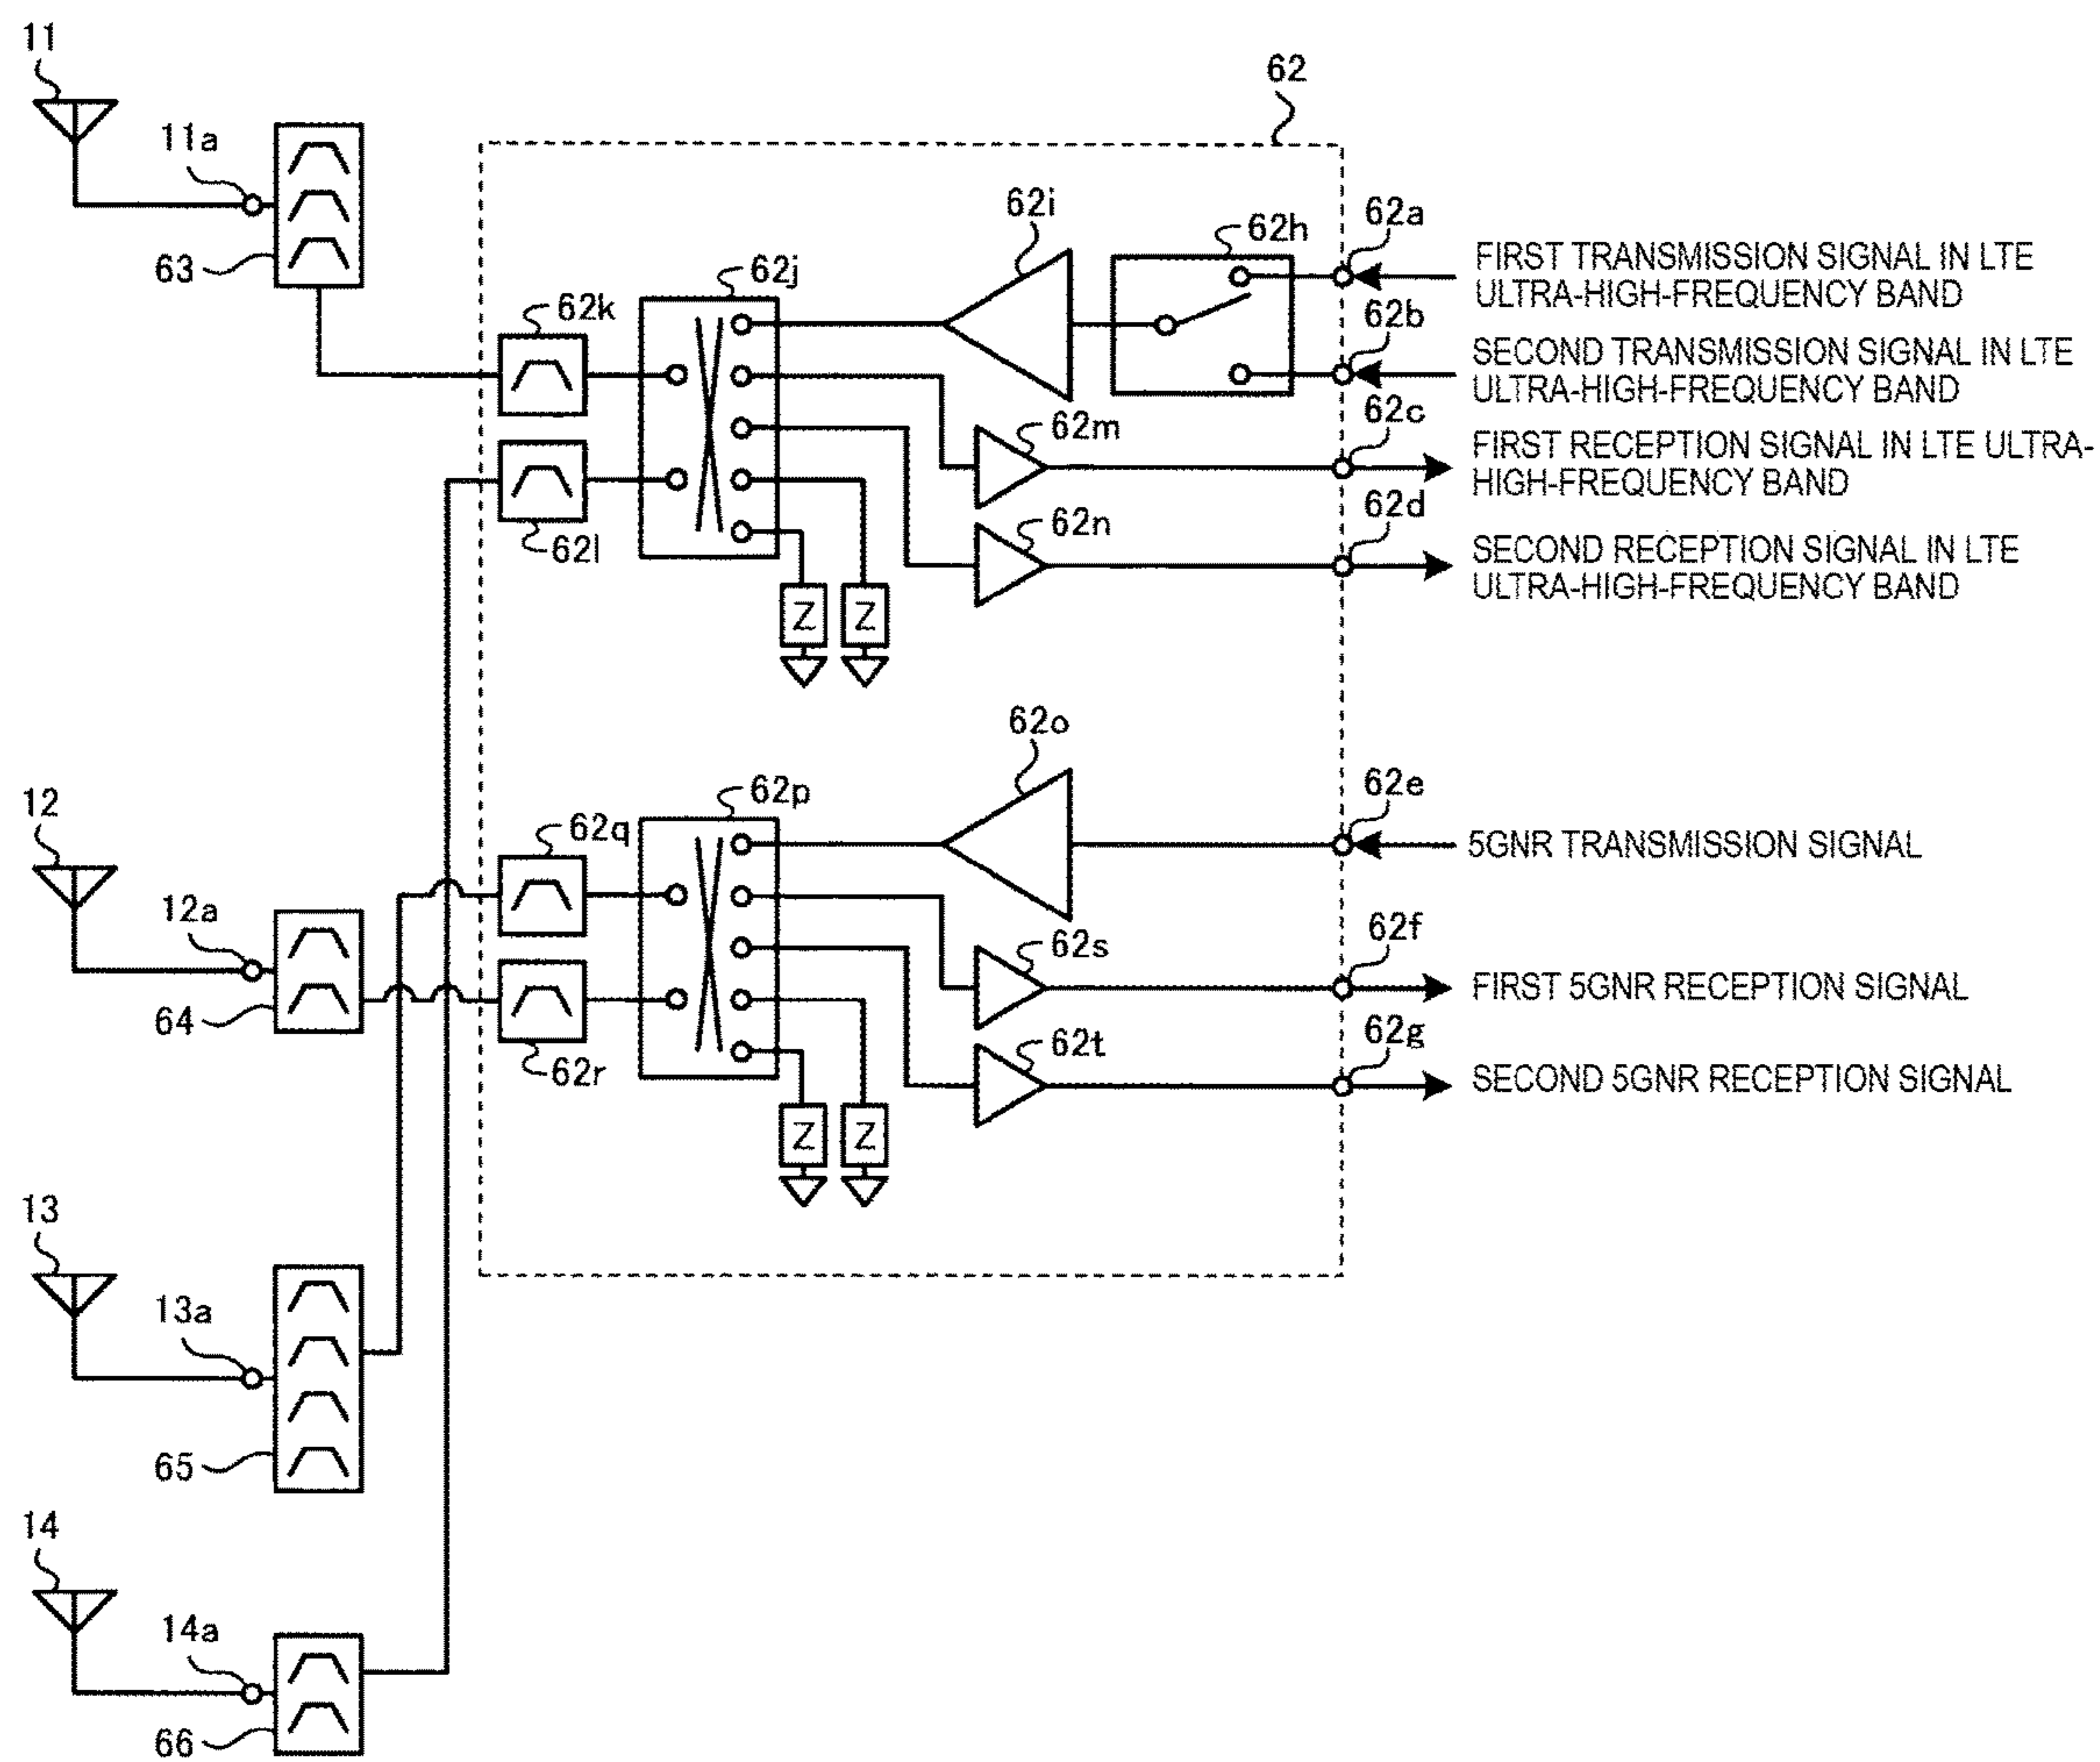 11
62
11a
63
62i
62h
62a
FIRST TRANSMISSION SIGNAL IN LTE
ULTRA-HIGH-FREQUENCY BAND
62j
62k
62b
SECOND TRANSMISSION SIGNAL IN LTE
ULTRA-HIGH-FREQUENCY BAND
62m
62c
FIRST RECEPTION SIGNAL IN LTE ULTRA-
HIGH-FREQUENCY BAND
62l
62n
62d
SECOND RECEPTION SIGNAL IN LTE
ULTRA-HIGH-FREQUENCY BAND
Z
Z
62o
12
62q
62p
62e
5GNR TRANSMISSION SIGNAL
12a
64
62s
62f
FIRST 5GNR RECEPTION SIGNAL
62r
62t
62g
SECOND 5GNR RECEPTION SIGNAL
Z
Z
13
13a
65
14
14a
66